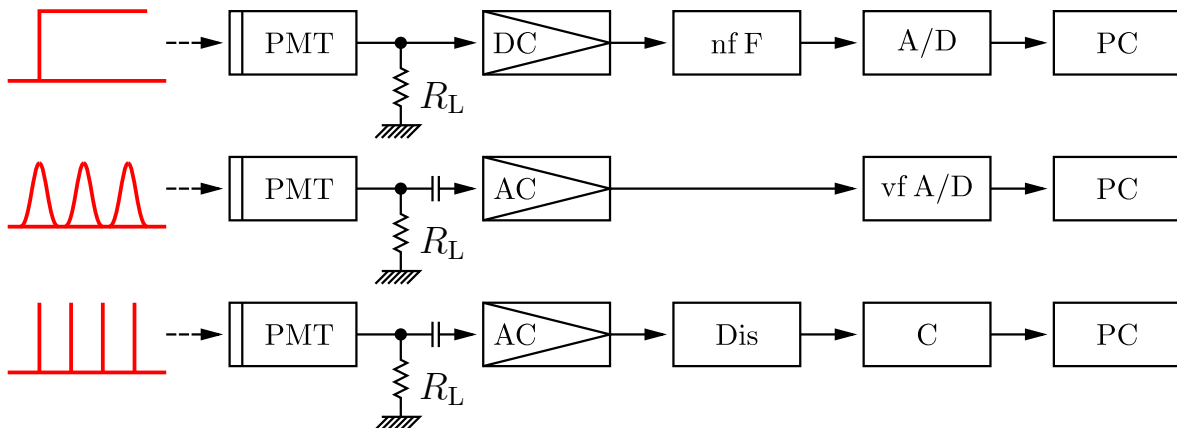 PMT DC nf F A/D PC
R_L
PMT AC vf A/D PC
R_L
PMT AC Dis C PC
R_L